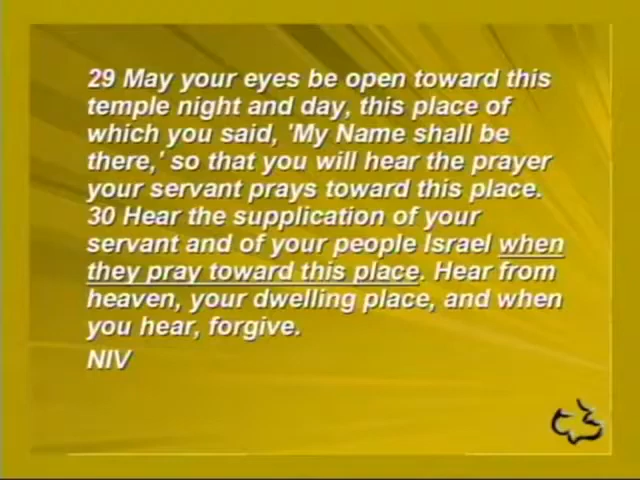 29 May your eyes be open toward this
temple night and day, this place of
which you said, 'My Name shall be
there,' so that you will hear the prayer
your servant prays toward this place.
30 Hear the supplication of your
servant and of your people Israel when
they pray toward this place. Hear from
heaven, your dwelling place, and when
you hear, forgive.
NIV